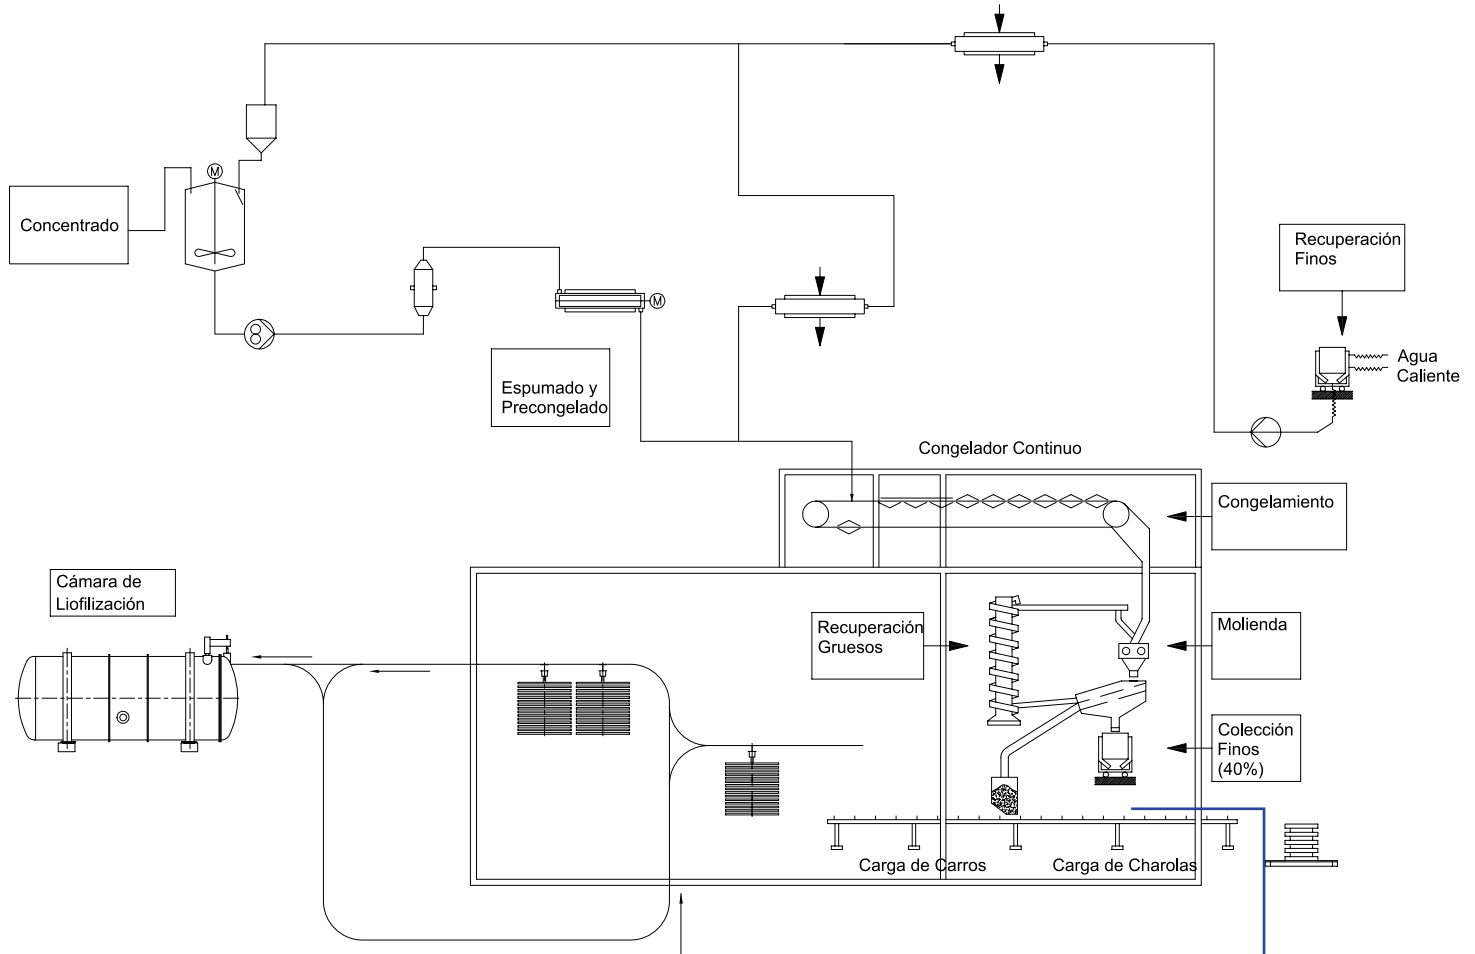 M
Concentrado
Recuperación
Finos
M
Agua
Caliente
Espumado y
Precongelado
Congelador Continuo
Congelamiento
Cámara de
Liofilización
Recuperación
Gruesos
Molienda
Colección
Finos
(40%)
Carga de Carros
Carga de Charolas